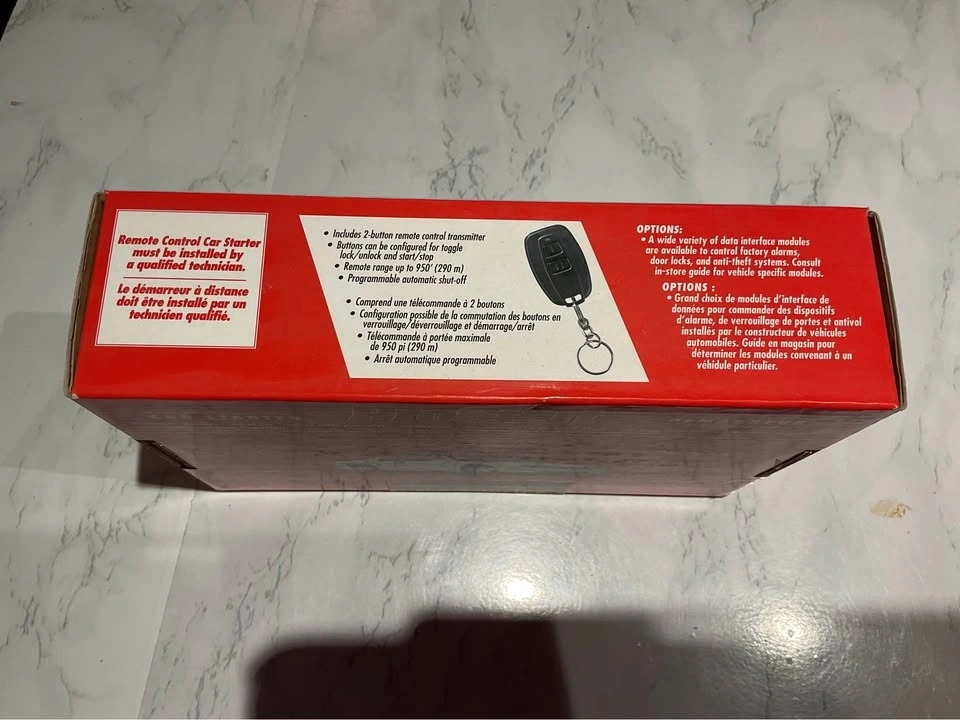 Remote Control Car Starter
must be installed by
a qualified technician.
Le démarreur à distance
doit être installé par un
technicien qualifié.
• Includes 2-button remote control transmitter
• Buttons can be configured for toggle
lock/unlock and start/stop
• Remote range up to 950' (290 m)
• Programmable automatic shut-off
• Comprend une télécommande à 2 boutons
• Configuration possible de la commutation des boutons en
verrouillage/déverrouillage et démarrage/arrêt
• Télécommande à portée maximale
de 950 pi (290 m)
• Arrêt automatique programmable
OPTIONS:
• A wide variety of data interface modules
are available to control factory alarms,
door locks, and anti-theft systems. Consult
in-store guide for vehicle specific modules.
OPTIONS :
• Grand choix de modules d'interface de
données pour commander des dispositifs
d'alarme, de verrouillage de portes et antivol
installés par le constructeur de véhicules
automobiles. Guide en magasin pour
déterminer les modules convenant à un
véhidule particulier.